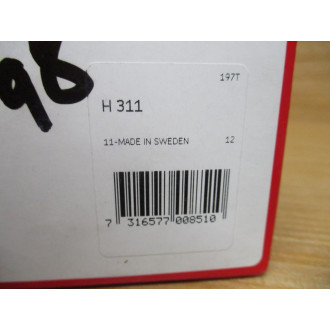 98
197T
H 311
11-MADE IN SWEDEN 12
7 316577 008510